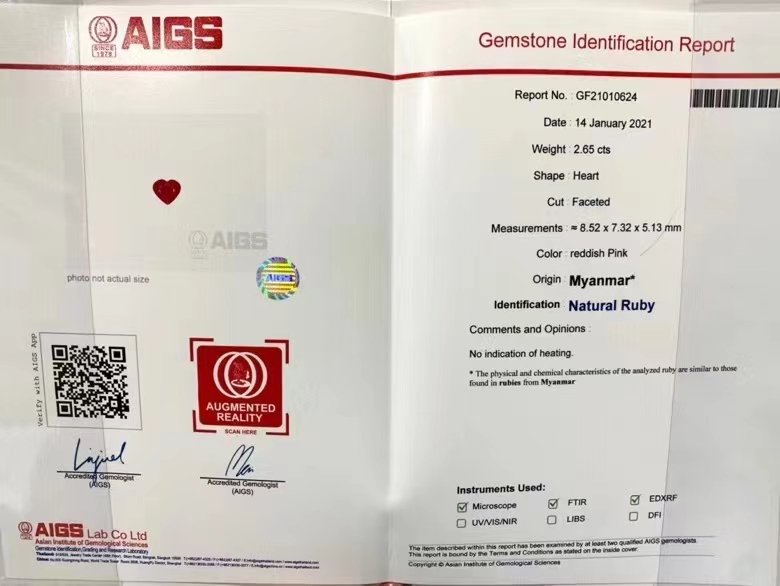 SINCE
1978
AIGS
Gemstone Identification Report
Report No. : GF21010624
Date : 14 January 2021
Weight : 2.65 cts
Shape : Heart
Cut : Faceted
Measurements : ≈ 8.52 x 7.32 x 5.13 mm
Color : reddish Pink
Origin : Myanmar*
Identification : Natural Ruby
Comments and Opinions :
No indication of heating.
* The physical and chemical characteristics of the analyzed ruby are similar to those
found in rubies from Myanmar
AIGS
photo not actual size
AIGS
Verify with AIGS App
AUGMENTED
REALITY
SCAN HERE
Accredited Gemologist
(AIGS)
Accredited Gemologist
(AIGS)
Instruments Used:
Microscope
FTIR
EDXRF
UV/VIS/NIR
LIBS
DFI
AIGS Lab Co Ltd
Asian Institute of Gemological Sciences
Gemstone Identification, Grading and Research Laboratory
The item described within this report has been examined by at least two qualified AIGS gemologists.
This report is bound by the Terms and Conditions as stated on the inside cover.
Copyright © Asian Institute of Gemological Sciences